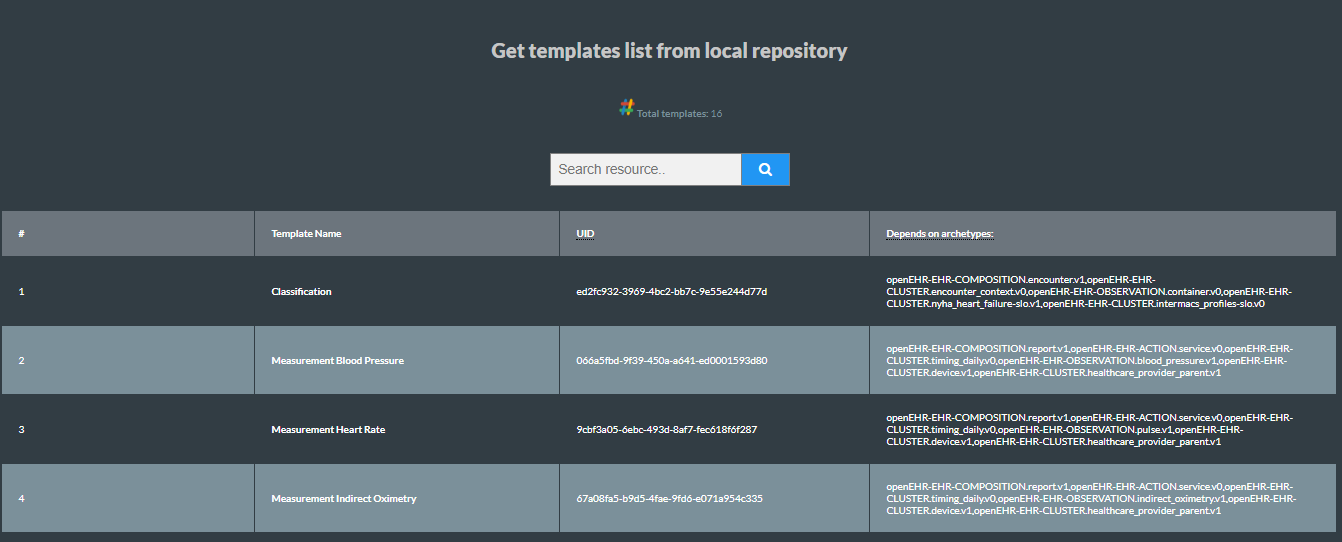 Get templates list from local repository
Total templates: 16
Search resource..
# Template Name UID Depends on archetypes:
1 Classification ed2fc932-3969-4bc2-bb7c-9e55e244d77d openEHR-EHR-COMPOSITION.encounter.v1,openEHR-EHR-
CLUSTER.encounter_context.v0,openEHR-EHR-OBSERVATION.container.v0,openEHR-EHR-
CLUSTER.nyha_heart_failure-slo.v1,openEHR-EHR-CLUSTER.intermacs_profiles-slo.v0
2 Measurement Blood Pressure 066a5fbd-9f39-450a-a641-ed0001593d80 openEHR-EHR-COMPOSITION.report.v1,openEHR-EHR-ACTION.service.v0,openEHR-EHR-
CLUSTER.timing_daily.v0,openEHR-EHR-OBSERVATION.blood_pressure.v1,openEHR-EHR-
CLUSTER.device.v1,openEHR-EHR-CLUSTER.healthcare_provider_parent.v1
3 Measurement Heart Rate 9cbf3a05-6ebc-493d-8af7-fec618f6f287 openEHR-EHR-COMPOSITION.report.v1,openEHR-EHR-ACTION.service.v0,openEHR-EHR-
CLUSTER.timing_daily.v0,openEHR-EHR-OBSERVATION.pulse.v1,openEHR-EHR-
CLUSTER.device.v1,openEHR-EHR-CLUSTER.healthcare_provider_parent.v1
4 Measurement Indirect Oximetry 67a08fa5-b9d5-4fae-9fd6-e071a954c335 openEHR-EHR-COMPOSITION.report.v1,openEHR-EHR-ACTION.service.v0,openEHR-EHR-
CLUSTER.timing_daily.v0,openEHR-EHR-OBSERVATION.indirect_oximetry.v1,openEHR-EHR-
CLUSTER.device.v1,openEHR-EHR-CLUSTER.healthcare_provider_parent.v1